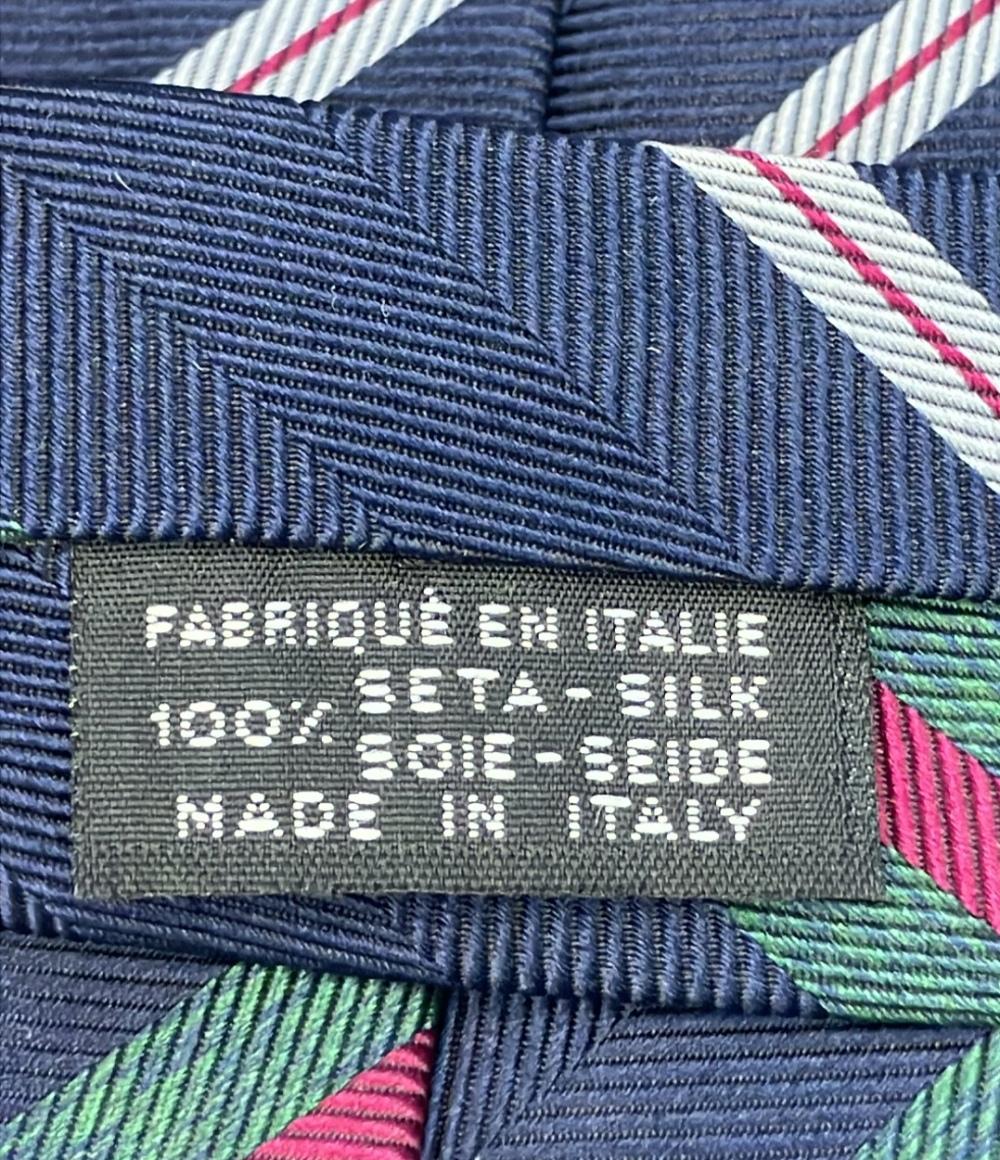 FABRIQUÉ EN ITALIE
SETA - SILK
100%
SOIE - SEIDE
MADE IN ITALY